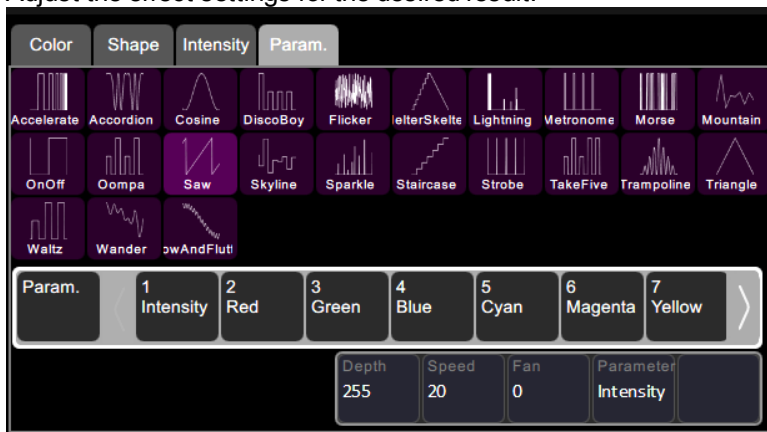 Adjust the effect settings for the desired result.
Color Shape Intensity Param.
Accelerate Accordion Cosine DiscoBoy Flicker lelterSkelte Lightning Metronome Morse Mountain
OnOff Oompa Saw Skyline Sparkle Staircase Strobe TakeFive Trampoline Triangle
Waltz Wander owAndFlutt
Param. 1 2 3 4 5 6 7
Intensity Red Green Blue Cyan Magenta Yellow
Depth Speed Fan Parameter
255 20 0 Intensity